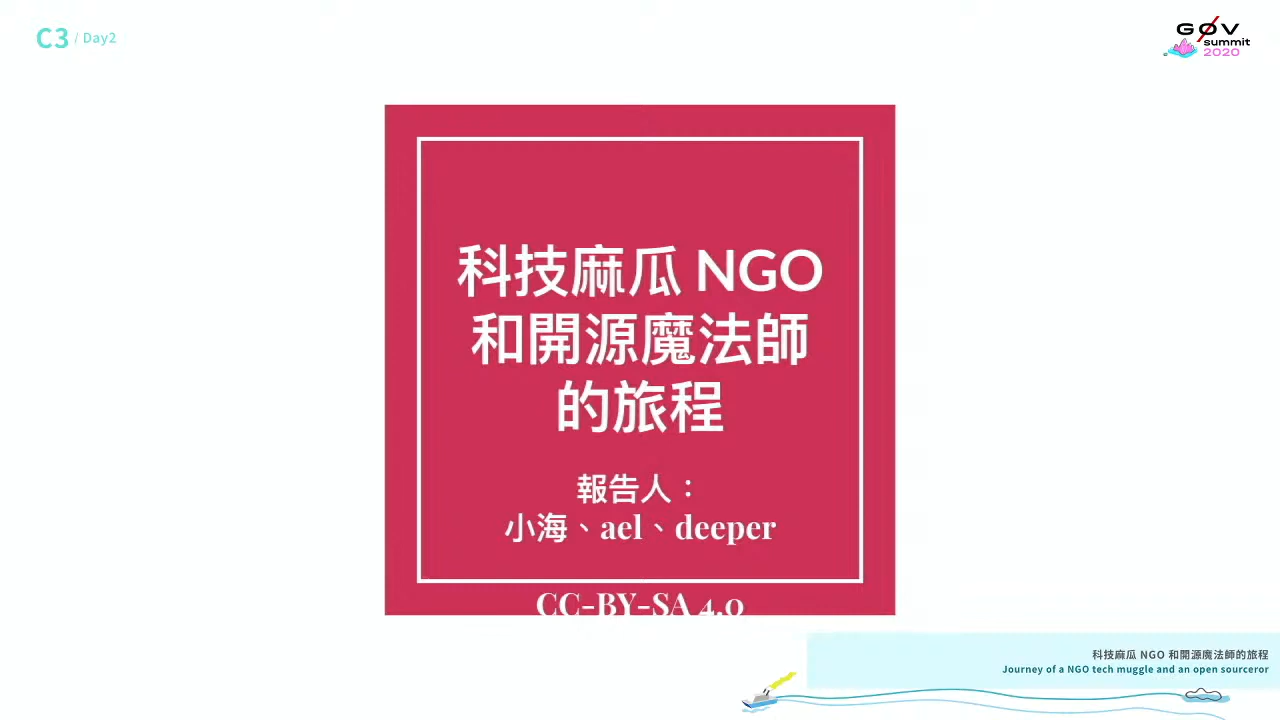 C3 / Day2
GØV
summit
2020
科技麻瓜 NGO
和開源魔法師
的旅程
報告人：
小海、ael、deeper
CC-BY-SA 4.0
科技麻瓜 NGO 和開源魔法師的旅程
Journey of a NGO tech muggle and an open sourceror